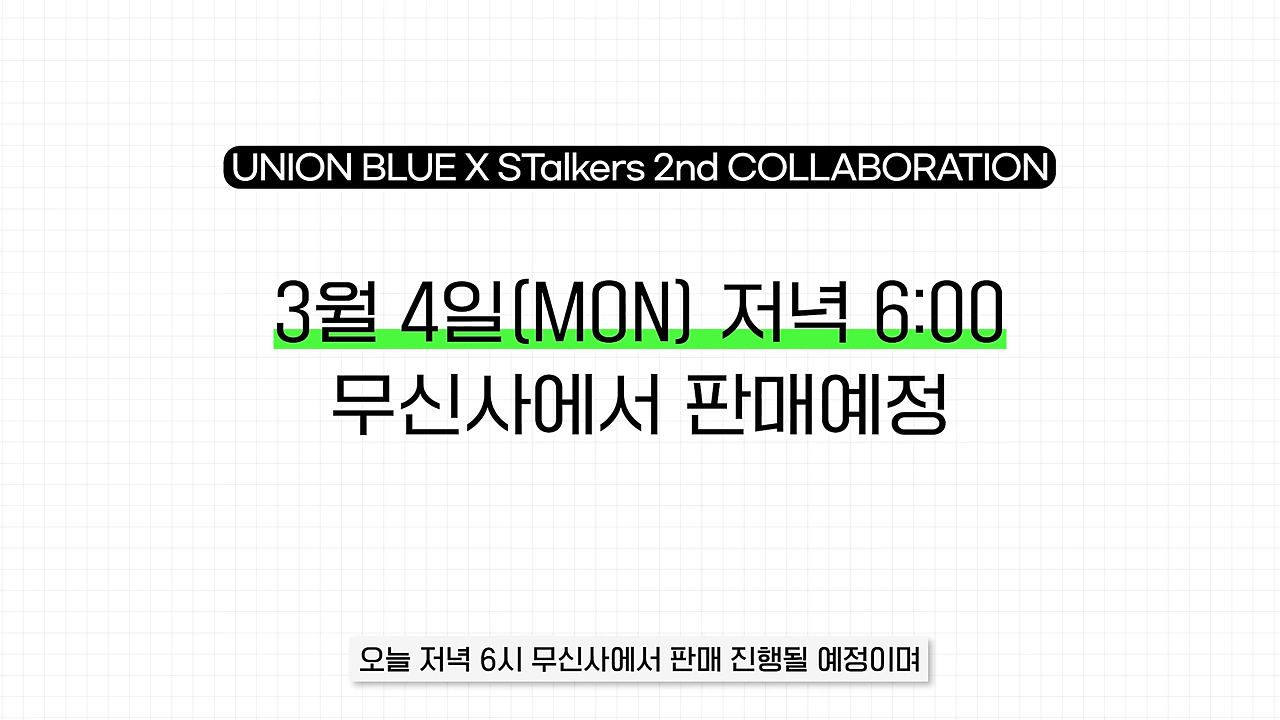 UNION BLUE X STalkers 2nd COLLABORATION
3월 4일(MON) 저녁 6:00
무신사에서 판매예정
오늘 저녁 6시 무신사에서 판매 진행될 예정이며